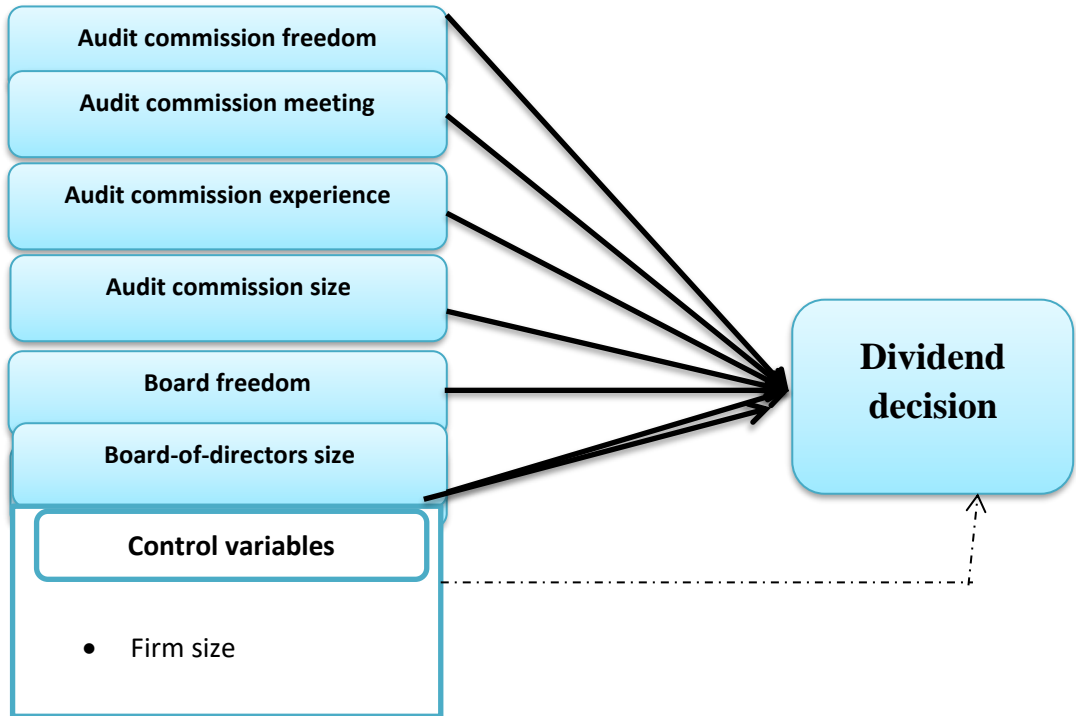 Audit commission freedom
Audit commission meeting
Audit commission experience
Audit commission size
Board freedom
Board-of-directors size
Control variables
• Firm size
Dividend
decision